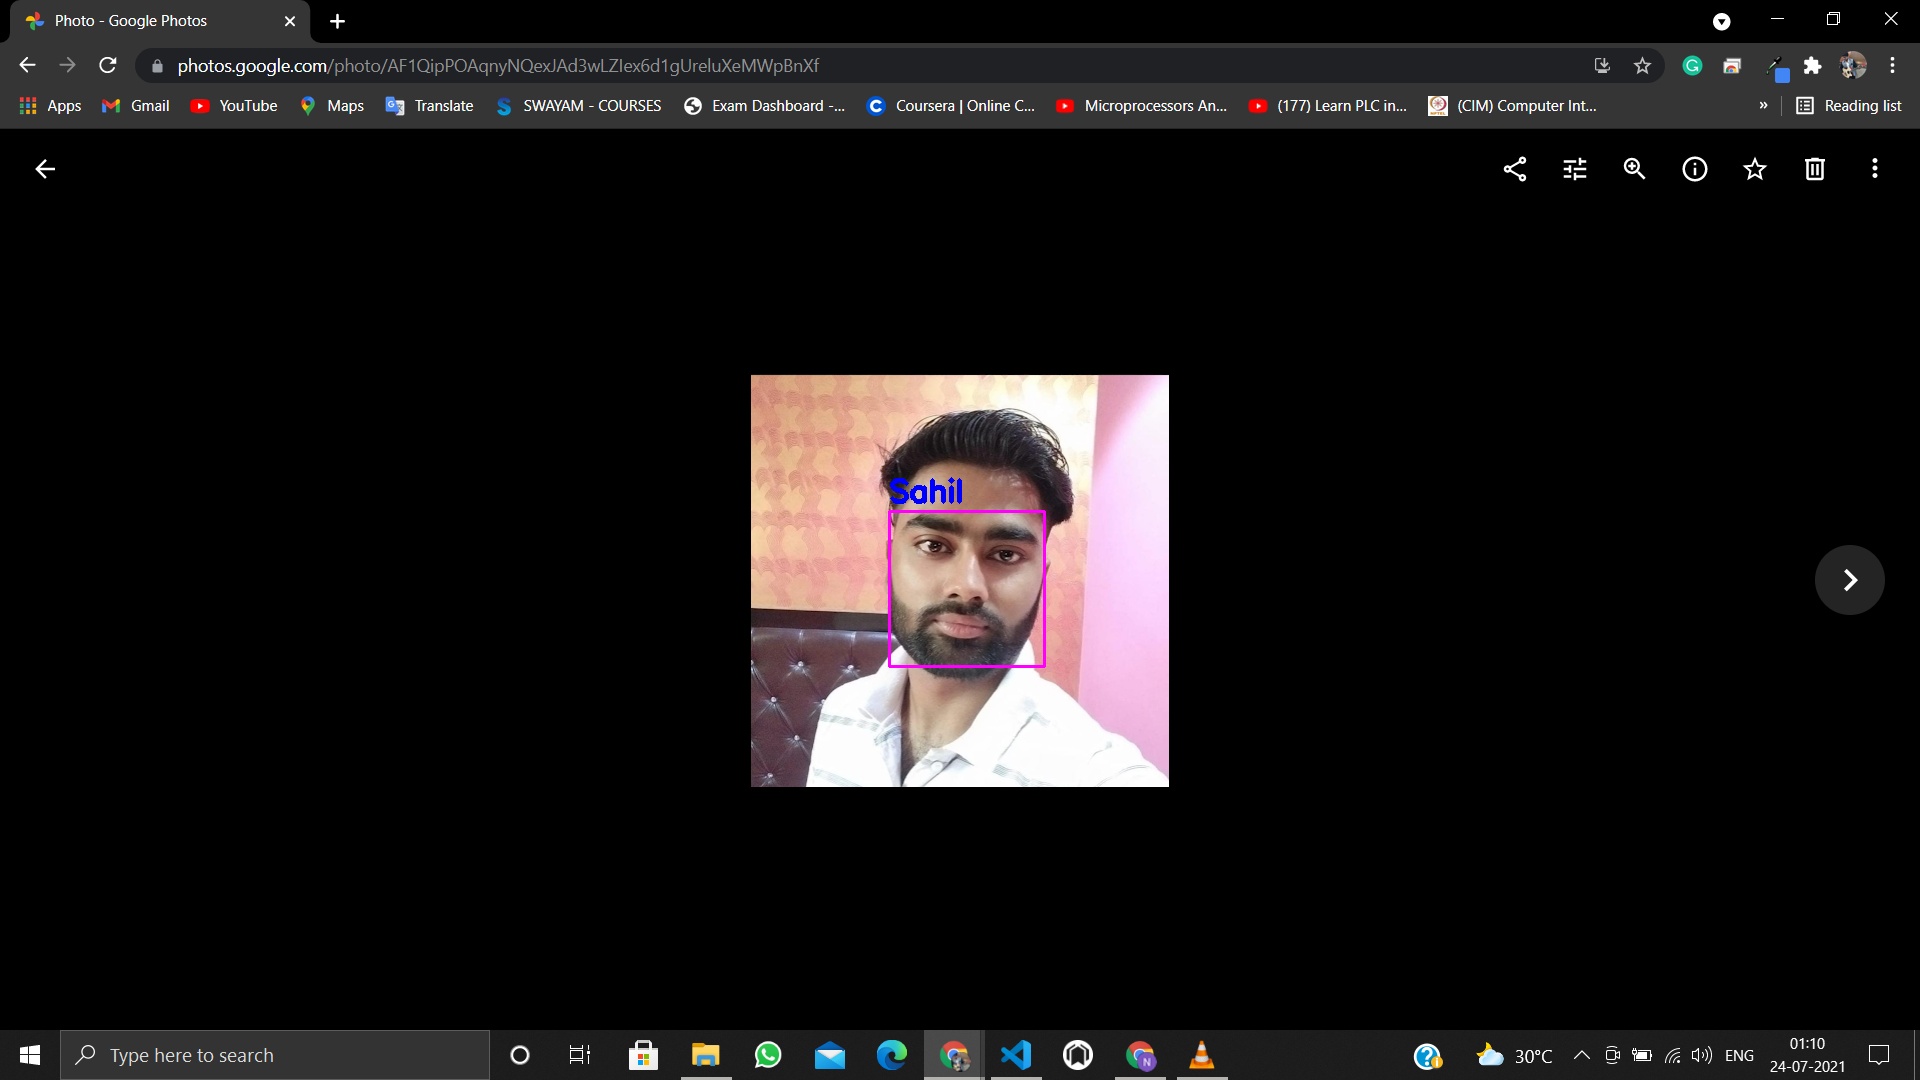 Photo - Google Photos
photos.google.com/photo/AF1QipPOAqnyNQexJAd3wLZIex6d1gUreluXeMWpBnXf
Apps Gmail YouTube Maps Translate SWAYAM - COURSES Exam Dashboard -... Coursera | Online C... Microprocessors An... (177) Learn PLC in... (CIM) Computer Int... » Reading list
Sahil
Type here to search
30°C ENG
01:10
24-07-2021